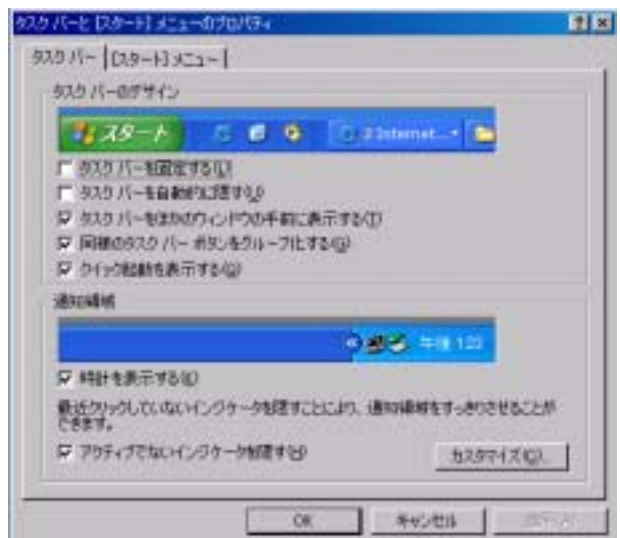 タスク バーと [スタート] メニューのプロパティ
タスク バー
[スタート] メニュー
タスク バーのデザイン
スタート
2 Internet...
タスク バーを固定する(L)
タスク バーを自動的に隠す(U)
タスク バーをほかのウィンドウの手前に表示する(T)
同様のタスク バー ボタンをグループ化する(G)
クイック起動を表示する(Q)
通知領域
午後 1:23
時計を表示する(K)
最近クリックしていないインジケータを隠すことにより、通知領域をすっきりさせることが
できます。
アクティブでないインジケータを隠す(H)
カスタマイズ(C)...
OK
キャンセル